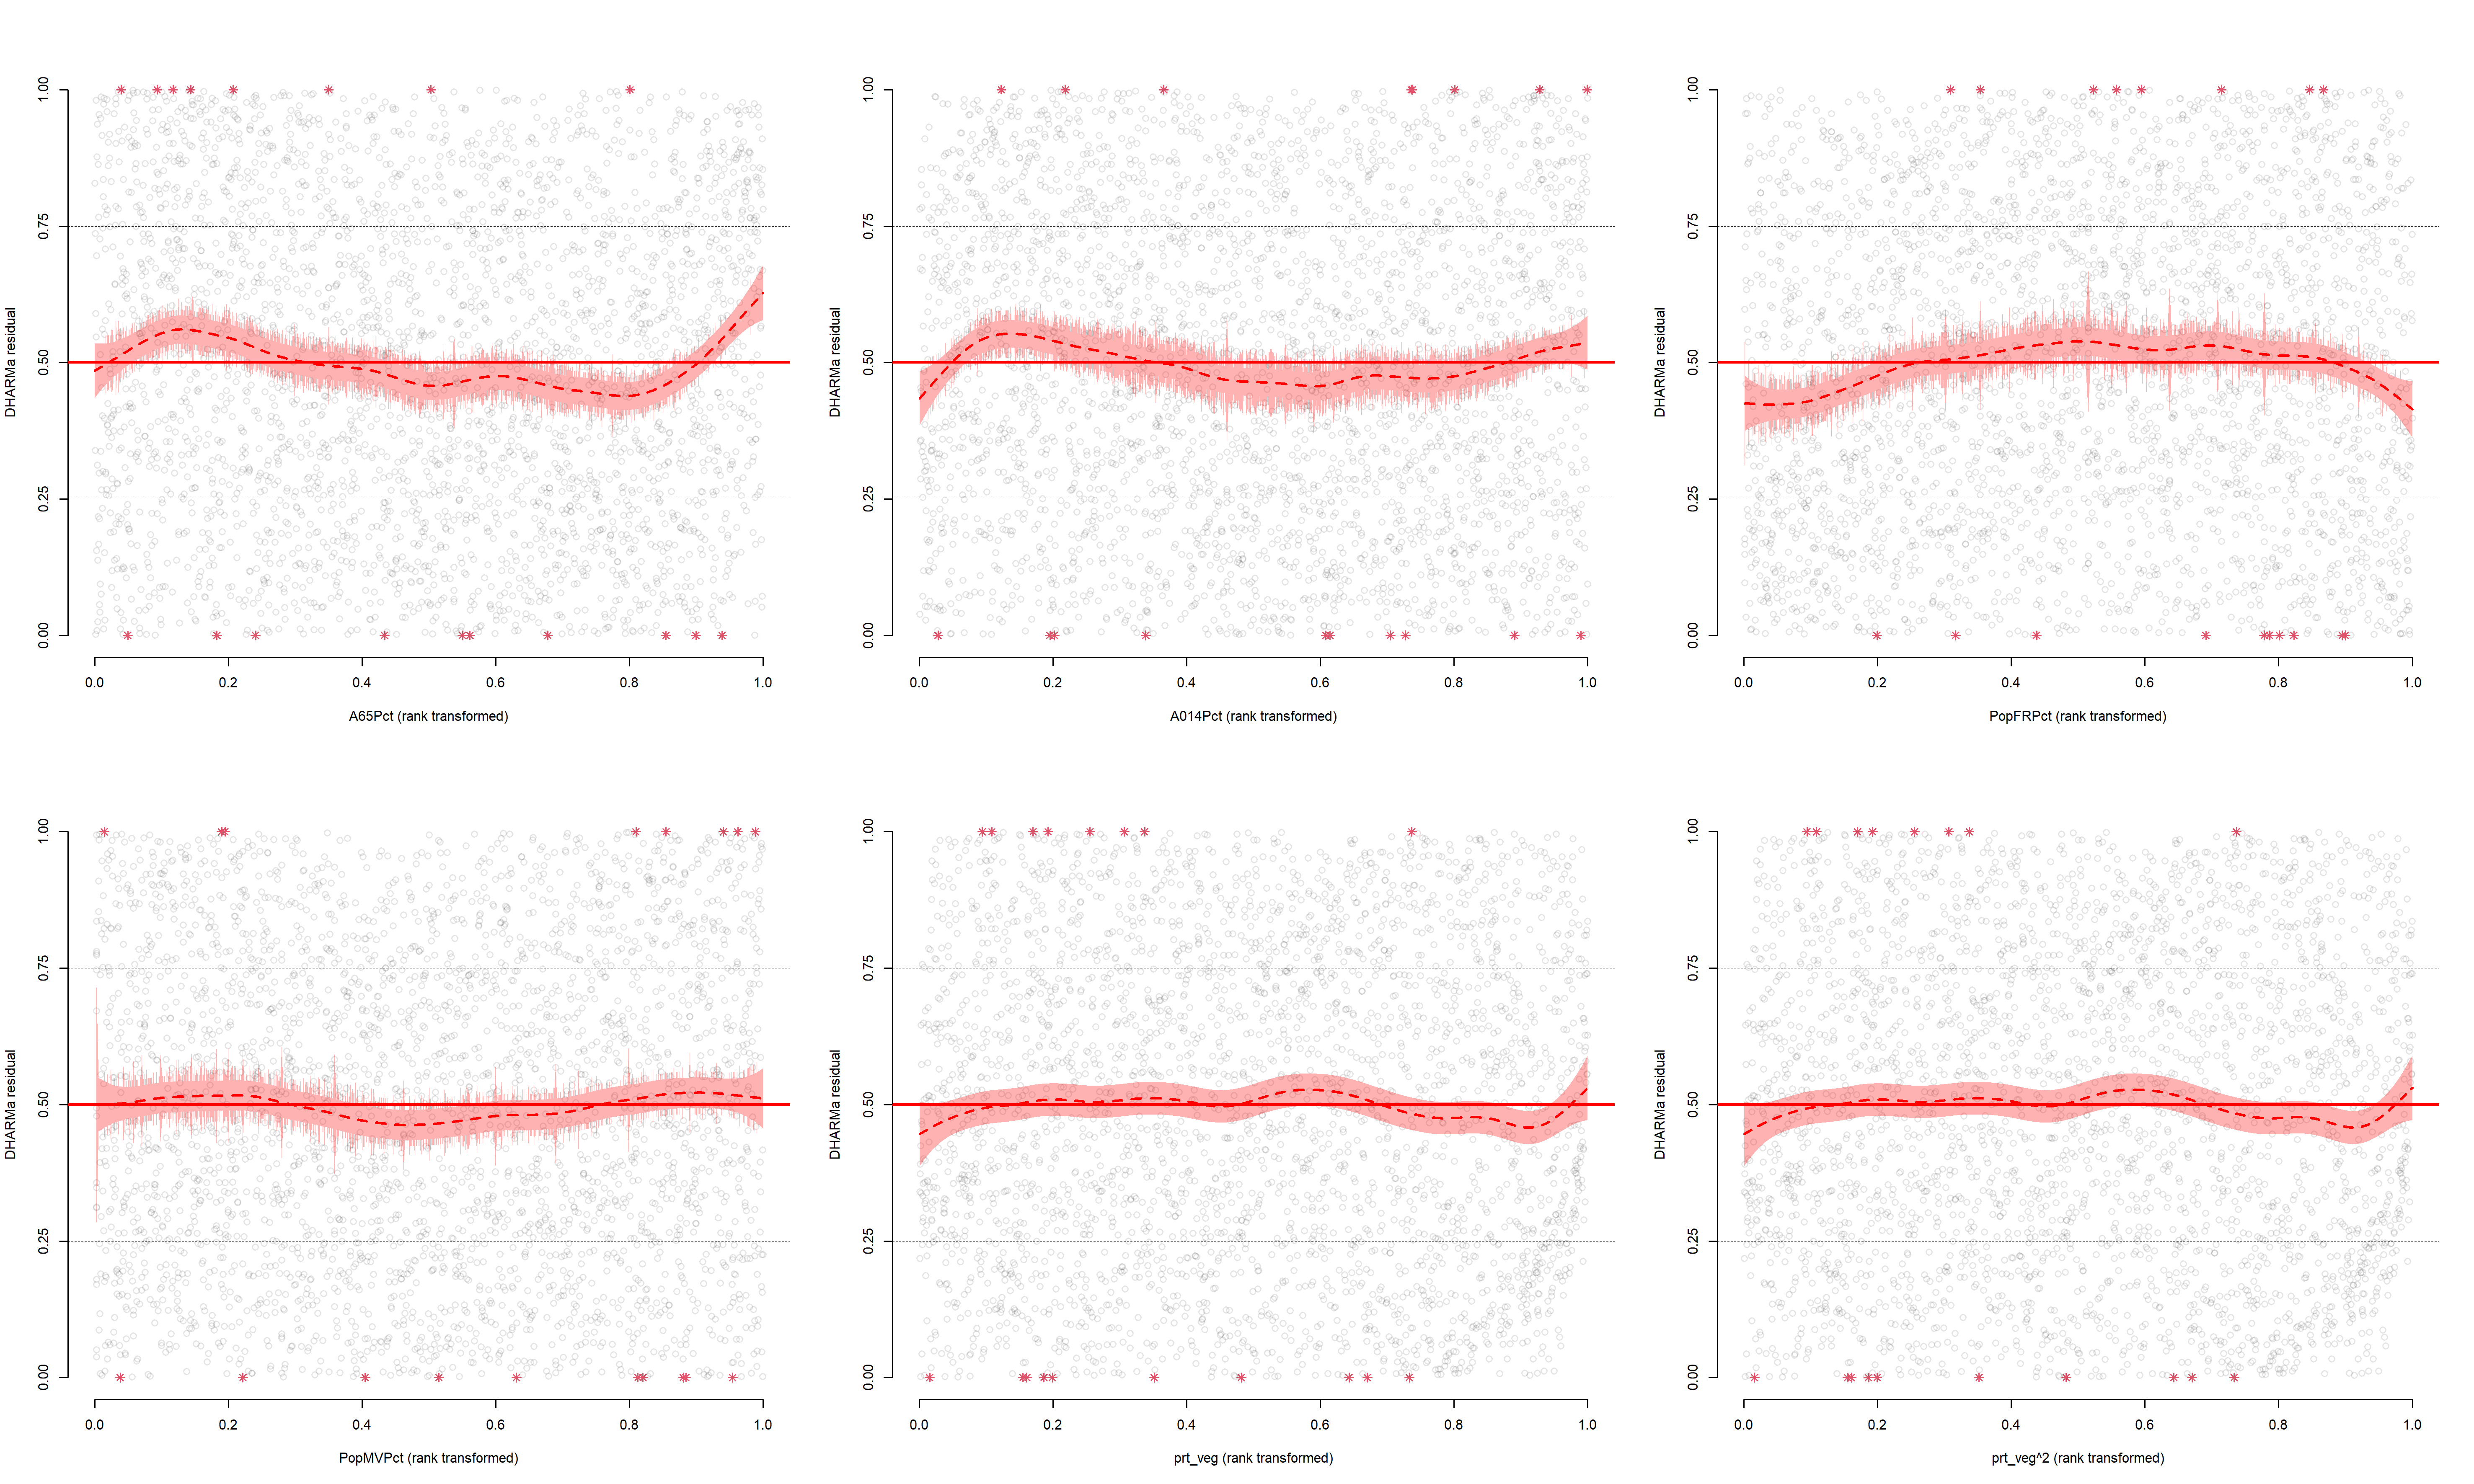 DHARMa residual
1.00
0.75
0.50
0.25
0.00
0.0 0.2 0.4 0.6 0.8 1.0
A65Pct (rank transformed)
DHARMa residual
1.00
0.75
0.50
0.25
0.00
0.0 0.2 0.4 0.6 0.8 1.0
A014Pct (rank transformed)
DHARMa residual
1.00
0.75
0.50
0.25
0.00
0.0 0.2 0.4 0.6 0.8 1.0
PopFRPct (rank transformed)
DHARMa residual
1.00
0.75
0.50
0.25
0.00
0.0 0.2 0.4 0.6 0.8 1.0
PopMVPct (rank transformed)
DHARMa residual
1.00
0.75
0.50
0.25
0.00
0.0 0.2 0.4 0.6 0.8 1.0
prt_veg (rank transformed)
DHARMa residual
1.00
0.75
0.50
0.25
0.00
0.0 0.2 0.4 0.6 0.8 1.0
prt_veg^2 (rank transformed)